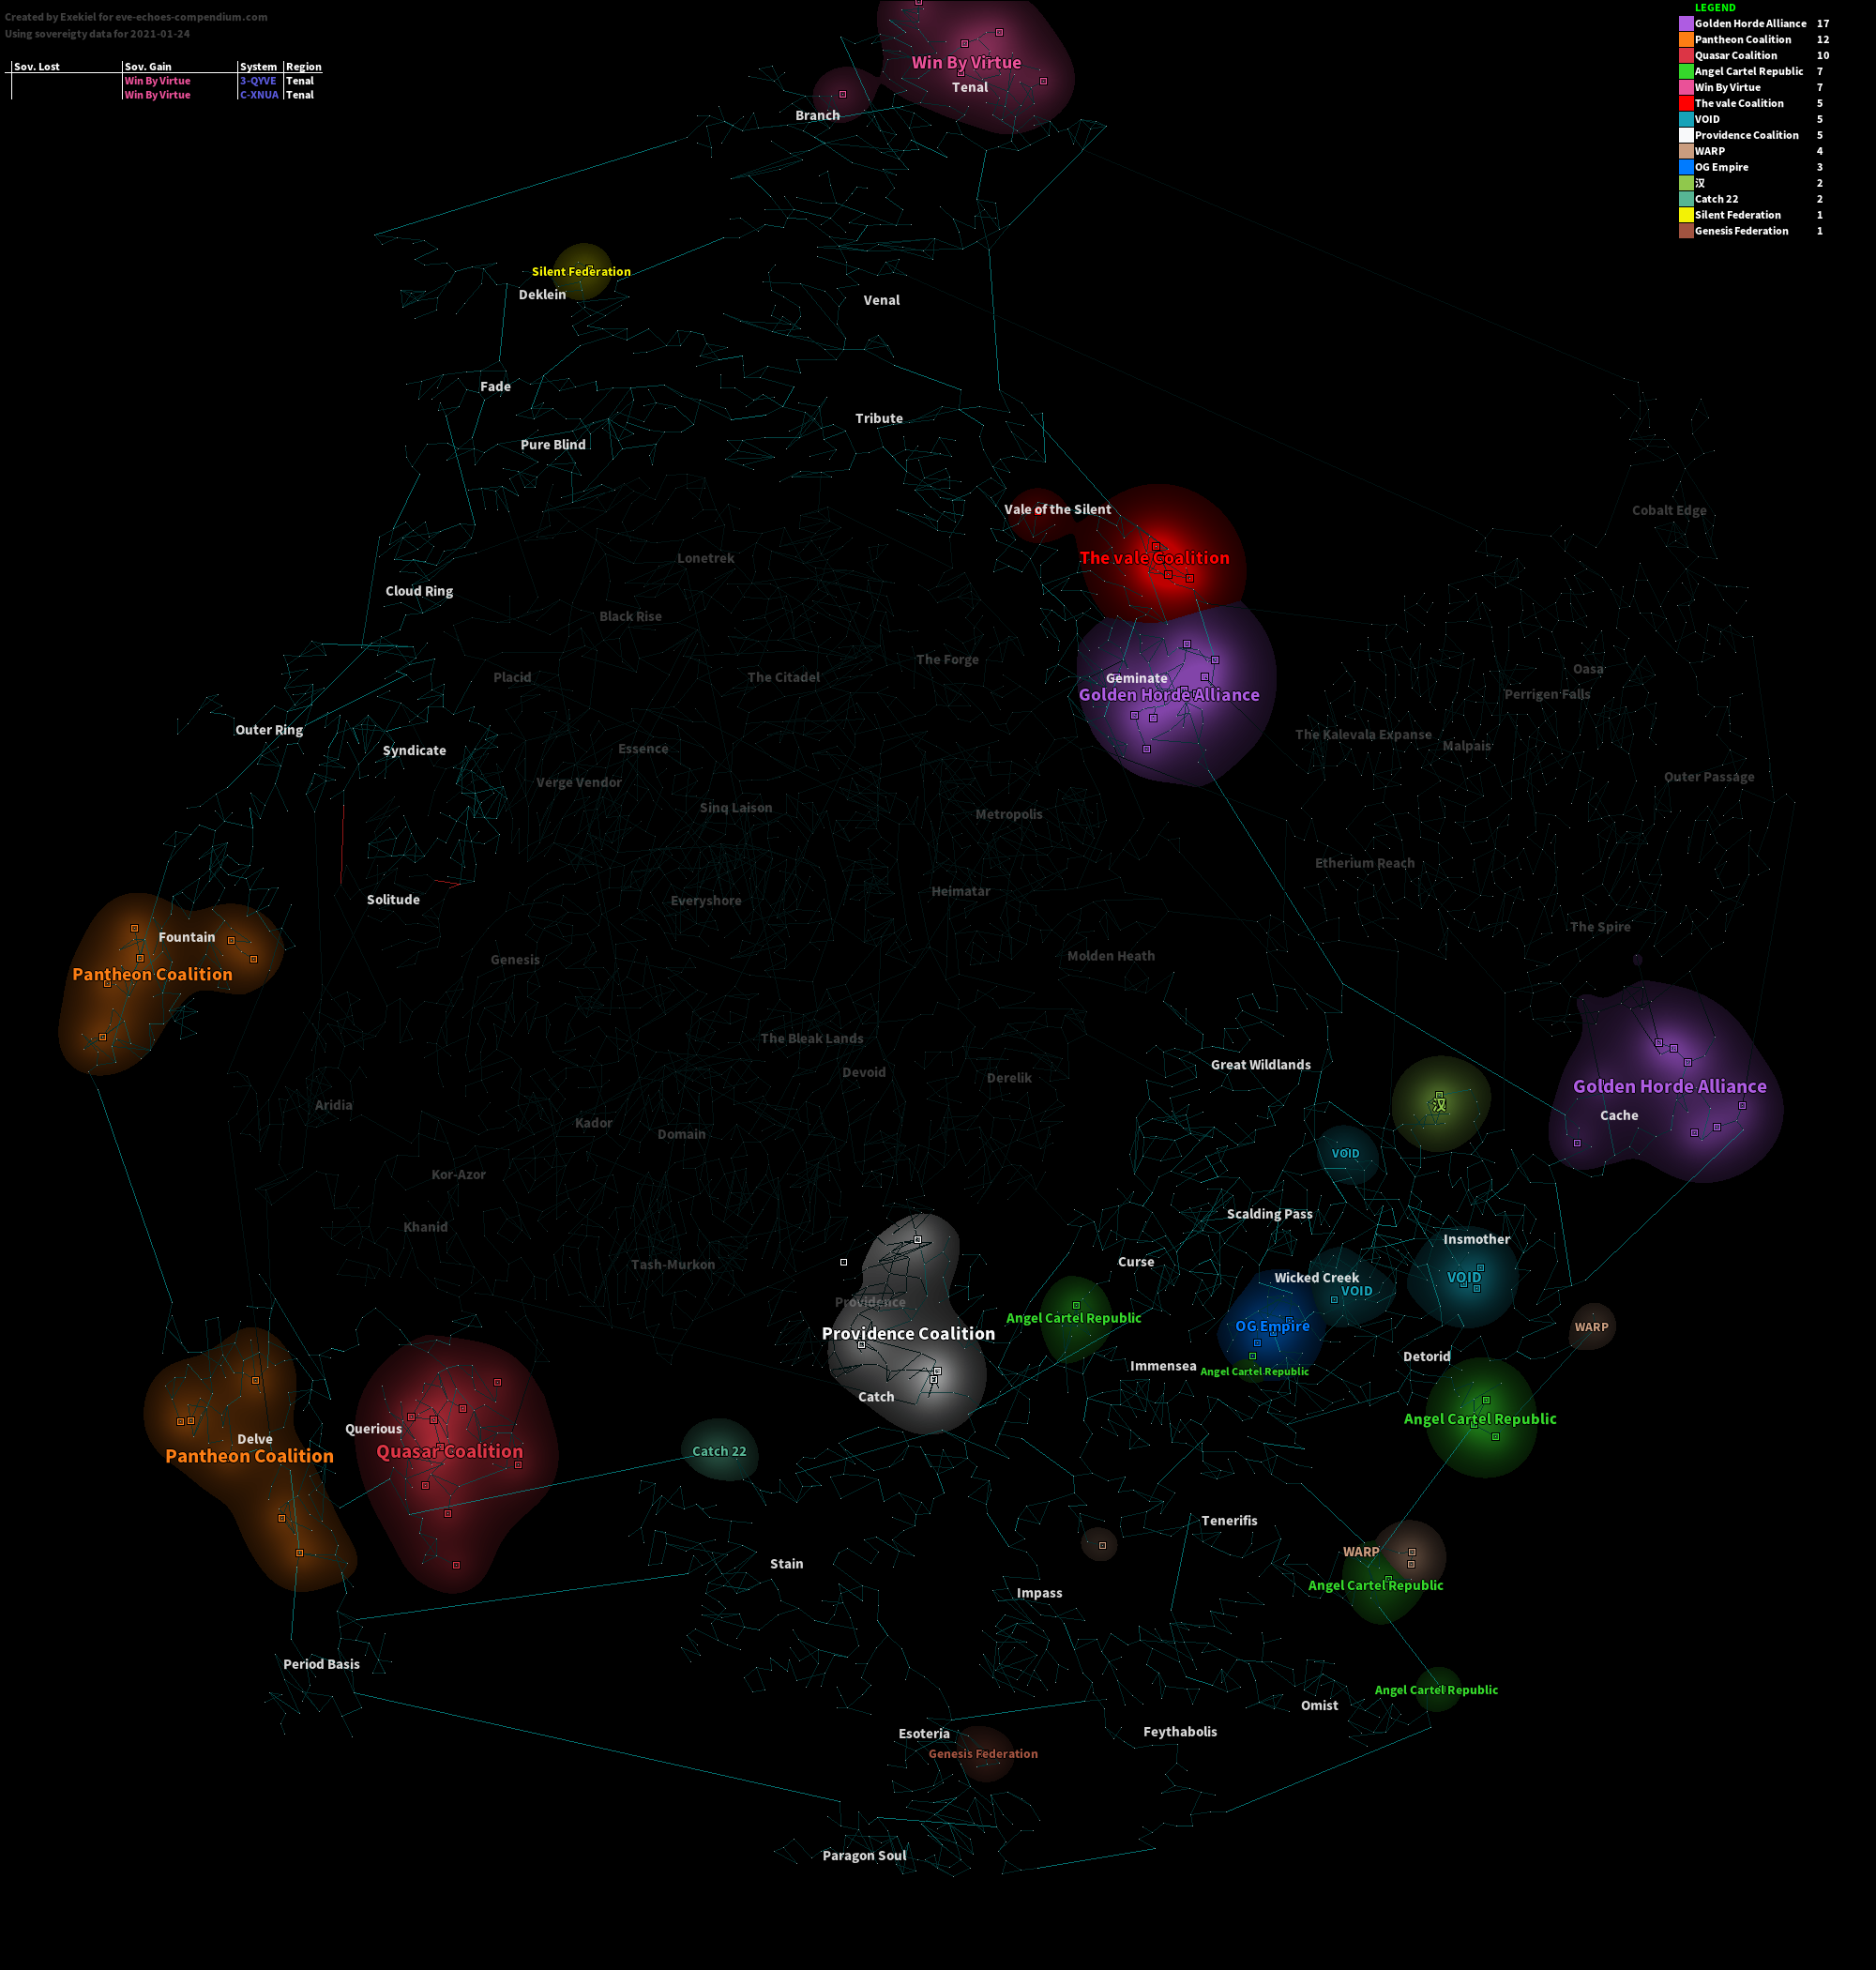 Created by Exekiel for eve-echoes-compendium.com
Using sovereigty data for 2021-01-24
Sov. Lost Sov. Gain System Region
Win By Virtue 3-QYVE Tenal
Win By Virtue C-XNUA Tenal
LEGEND
Golden Horde Alliance 17
Pantheon Coalition 12
Quasar Coalition 10
Angel Cartel Republic 7
Win By Virtue 7
The vale Coalition 5
VOID 5
Providence Coalition 5
WARP 4
OG Empire 3
汉 2
Catch 22 2
Silent Federation 1
Genesis Federation 1
Win By Virtue
Tenal
Branch
Silent Federation
Deklein
Venal
Fade
Tribute
Pure Blind
Vale of the Silent
Cobalt Edge
The vale Coalition
Lonetrek
Cloud Ring
Black Rise
The Forge
Oasa
Placid
The Citadel
Geminate
Golden Horde Alliance
Perrigen Falls
Outer Ring
Syndicate
Essence
The Kalevala Expanse
Malpais
Verge Vendor
Outer Passage
Sinq Laison
Metropolis
Etherium Reach
Heimatar
Solitude
Everyshore
The Spire
Fountain
Molden Heath
Genesis
Pantheon Coalition
The Bleak Lands
Great Wildlands
Devoid
Derelik
Golden Horde Alliance
Aridia
汉
Cache
Kador
Domain
VOID
Kor-Azor
Scalding Pass
Khanid
Insmother
Tash-Murkon
Curse
Wicked Creek
VOID
VOID
Providence
Angel Cartel Republic
OG Empire
WARP
Providence Coalition
Detorid
Immensea
Angel Cartel Republic
Catch
Angel Cartel Republic
Querious
Delve
Pantheon Coalition
Quasar Coalition
Catch 22
Tenerifis
WARP
Stain
Angel Cartel Republic
Impass
Period Basis
Angel Cartel Republic
Omist
Esoteria
Feythabolis
Genesis Federation
Paragon Soul